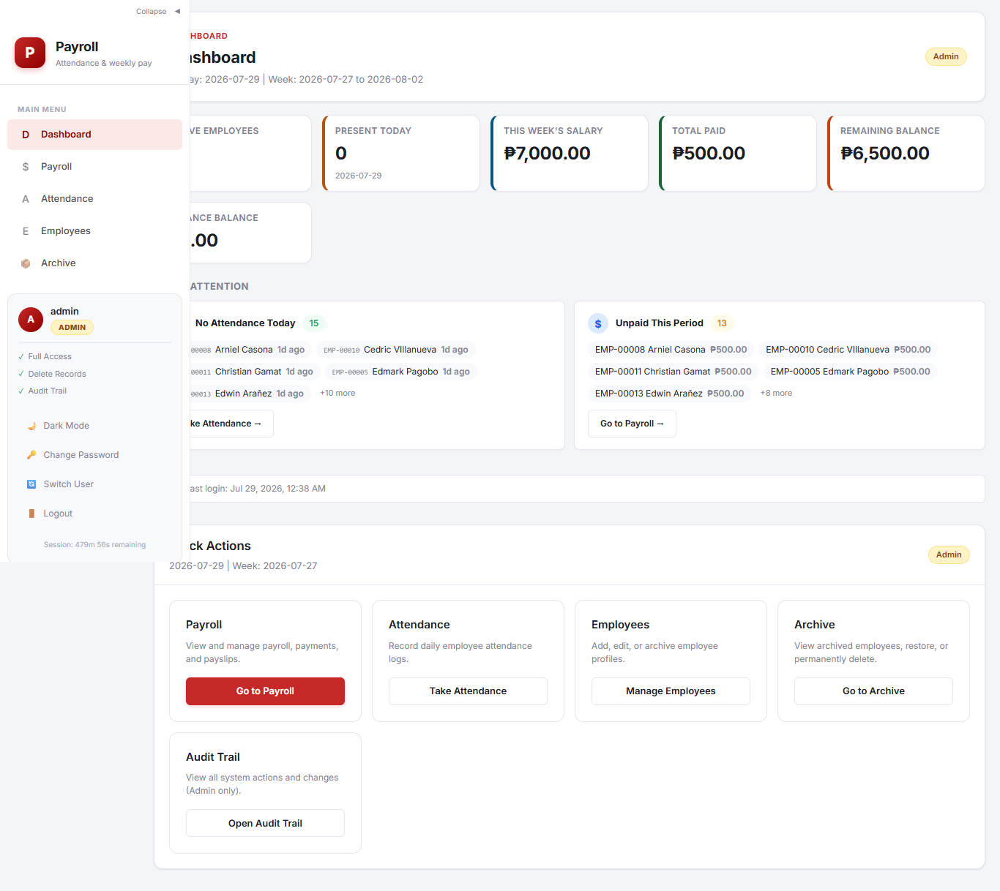 Collapse ◄
P
Payroll
Attendance & weekly pay
MAIN MENU
D Dashboard
$ Payroll
A Attendance
E Employees
Archive
A
admin
ADMIN
✓ Full Access
✓ Delete Records
✓ Audit Trail
Dark Mode
Change Password
Switch User
Logout
Session: 479m 56s remaining
HBOARD
shboard
ay: 2026-07-29 | Week: 2026-07-27 to 2026-08-02
Admin
VE EMPLOYEES
PRESENT TODAY
0
2026-07-29
THIS WEEK'S SALARY
₱7,000.00
TOTAL PAID
₱500.00
REMAINING BALANCE
₱6,500.00
ANCE BALANCE
.00
ATTENTION
No Attendance Today 15
00008 Arniel Casona 1d ago EMP-00010 Cedric VIllanueva 1d ago
00011 Christian Gamat 1d ago EMP-00005 Edmark Pagobo 1d ago
00013 Edwin Arañez 1d ago +10 more
ke Attendance →
$ Unpaid This Period 13
EMP-00008 Arniel Casona ₱500.00 EMP-00010 Cedric VIllanueva ₱500.00
EMP-00011 Christian Gamat ₱500.00 EMP-00005 Edmark Pagobo ₱500.00
EMP-00013 Edwin Arañez ₱500.00 +8 more
Go to Payroll →
ast login: Jul 29, 2026, 12:38 AM
ck Actions
2026-07-29 | Week: 2026-07-27
Admin
Payroll
View and manage payroll, payments,
and payslips.
Go to Payroll
Attendance
Record daily employee attendance
logs.
Take Attendance
Employees
Add, edit, or archive employee
profiles.
Manage Employees
Archive
View archived employees, restore, or
permanently delete.
Go to Archive
Audit Trail
View all system actions and changes
(Admin only).
Open Audit Trail